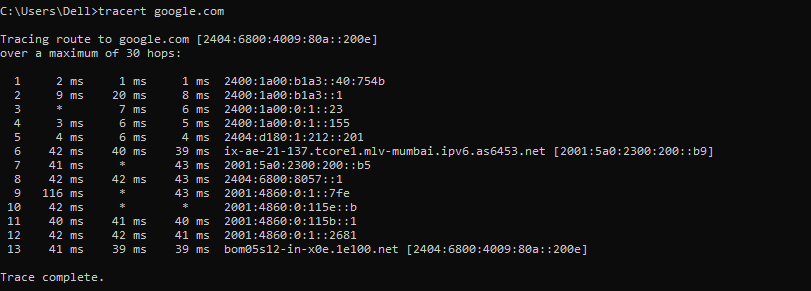 C:\Users\Dell>tracert google.com
Tracing route to google.com [2404:6800:4009:80a::200e]
over a maximum of 30 hops:
1 2 ms 1 ms 1 ms 2400:1a00:b1a3::40:754b
2 9 ms 20 ms 8 ms 2400:1a00:b1a3::1
3 * 7 ms 6 ms 2400:1a00:0:1::23
4 3 ms 6 ms 6 ms 2400:1a00:0:1::155
5 4 ms 6 ms 4 ms 2404:d180:1:212::201
6 42 ms 40 ms 39 ms ix-ae-21-137.tcore1.mlv-mumbai.ipv6.as6453.net [2001:5a0:2300:200::b9]
7 41 ms * 43 ms 2001:5a0:2300:200::b5
8 42 ms 42 ms 43 ms 2404:6800:8057::1
9 116 ms * 43 ms 2001:4860:0:1::7fe
10 42 ms * * 2001:4860:0:115e::b
11 40 ms 41 ms 40 ms 2001:4860:0:115b::1
12 42 ms 42 ms 41 ms 2001:4860:0:1::2681
13 41 ms 39 ms 39 ms bom05s12-in-x0e.1e100.net [2404:6800:4009:80a::200e]
Trace complete.